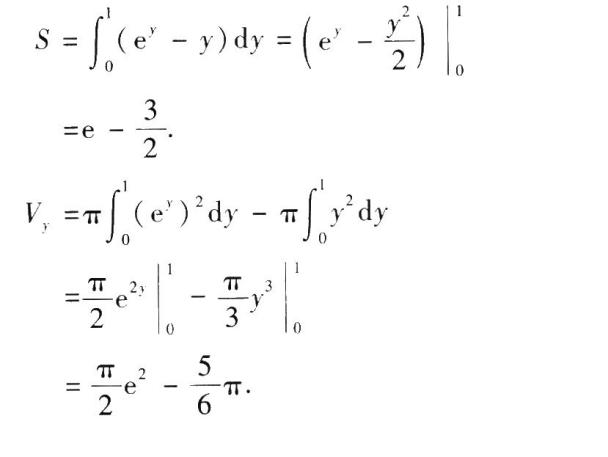 S = ∫₀¹ (eʸ − y) dy = (eʸ − y²/2) |₀¹
= e − 3/2.
V_y = π∫₀¹ (eʸ)² dy − π∫₀¹ y² dy
= π/2 e²ʸ |₀¹ − π/3 y³ |₀¹
= π/2 e² − 5/6 π.